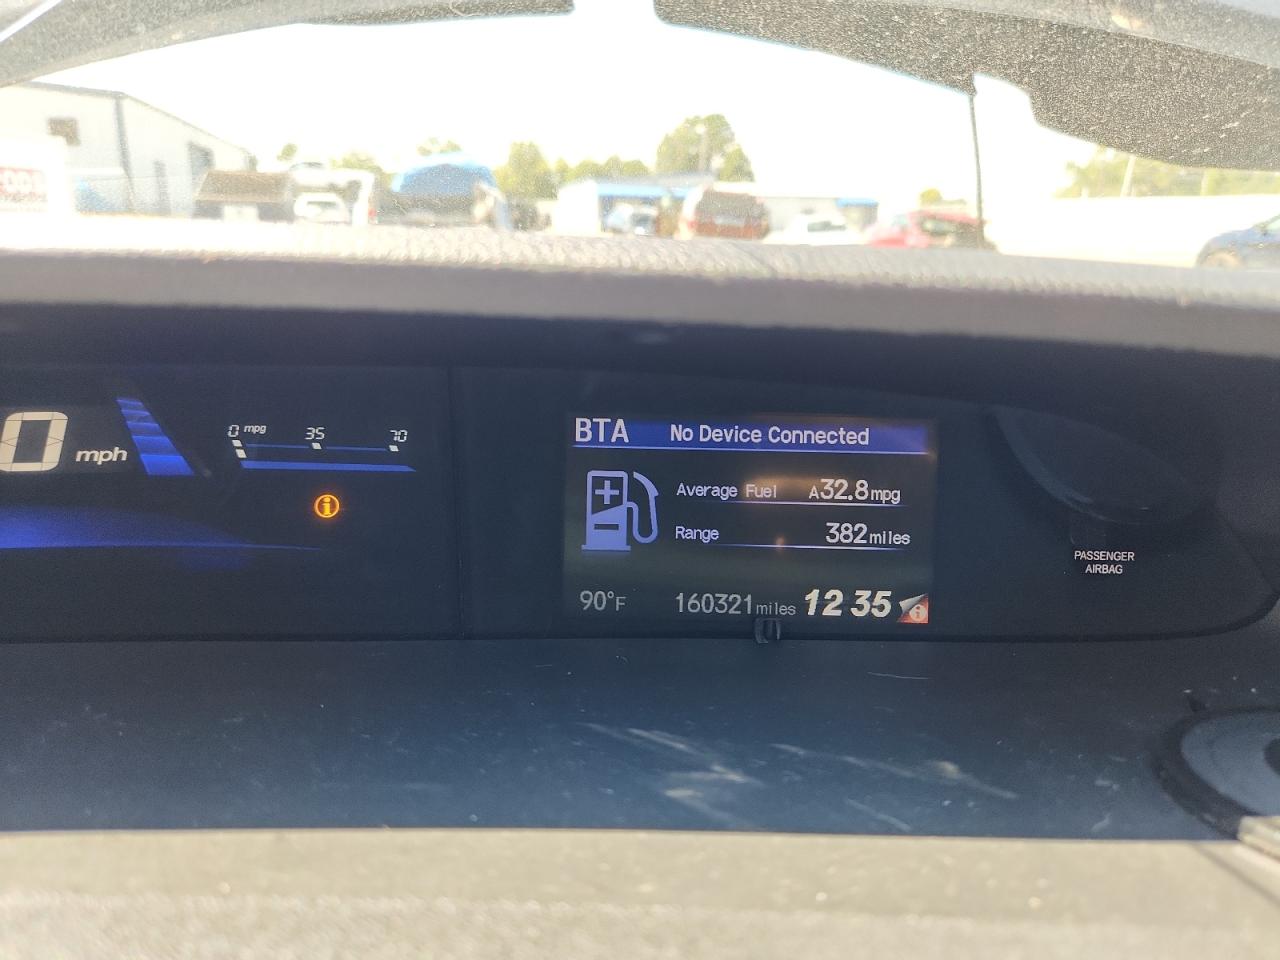 BTA No Device Connected
0 mpg 35 70
0 mph
Average Fuel A32.8mpg
Range 382miles
90°F 160321miles 12 35
PASSENGER
AIRBAG